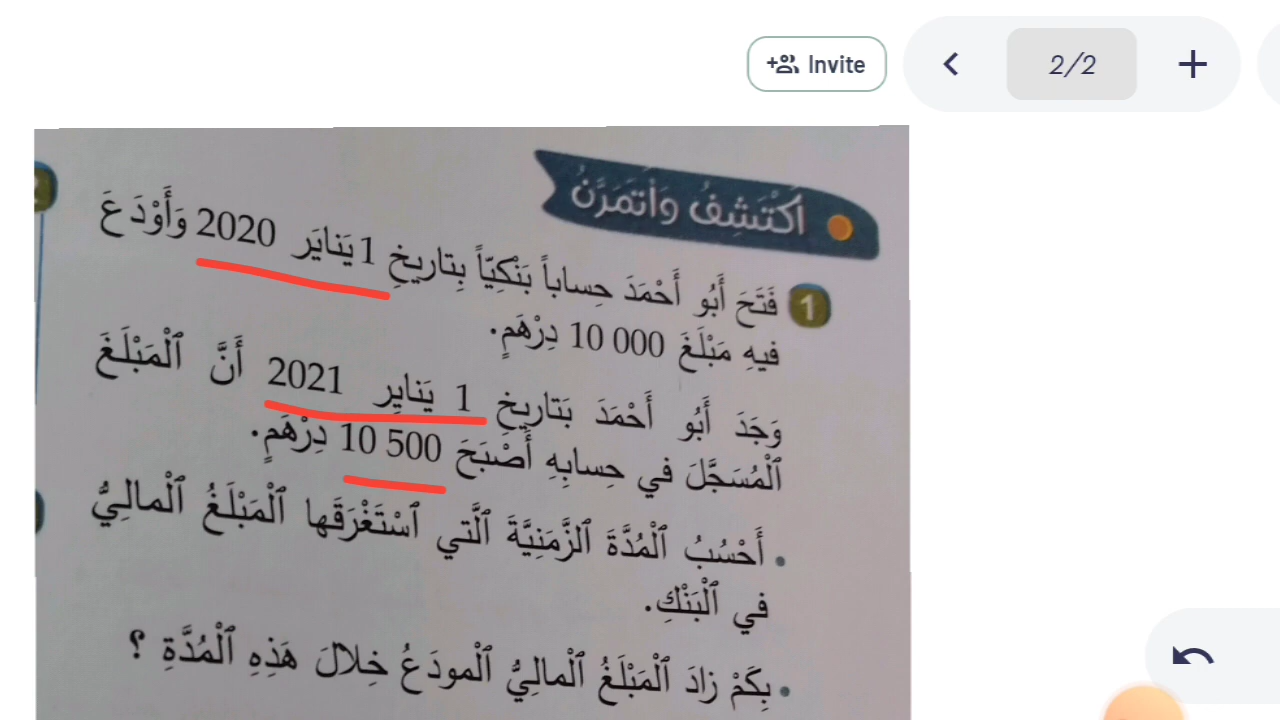 Invite
2/2
أَكْتَشِفُ وَأَتَمَرَّنُ
1 فَتَحَ أَبُو أَحْمَدَ حِساباً بَنْكِيّاً بِتاريخِ 1 يَنايَر 2020 وَأَوْدَعَ
فيهِ مَبْلَغَ 000 10 دِرْهَمٍ.
وَجَدَ أَبُو أَحْمَدَ بَتاريخِ 1 يَنايِر 2021 أَنَّ ٱلْمَبْلَغَ
ٱلْمُسَجَّلَ في حِسابِهِ أَصْبَحَ 500 10 دِرْهَمٍ.
• أَحْسُبُ ٱلْمُدَّةَ ٱلزَّمَنِيَّةَ ٱلَّتي ٱسْتَغْرَقَها ٱلْمَبْلَغُ ٱلْمالِيُّ
في ٱلْبَنْكِ.
• بِكَمْ زادَ ٱلْمَبْلَغُ ٱلْمالِيُّ ٱلْمودَعُ خِلالَ هَذِهِ ٱلْمُدَّةِ ؟